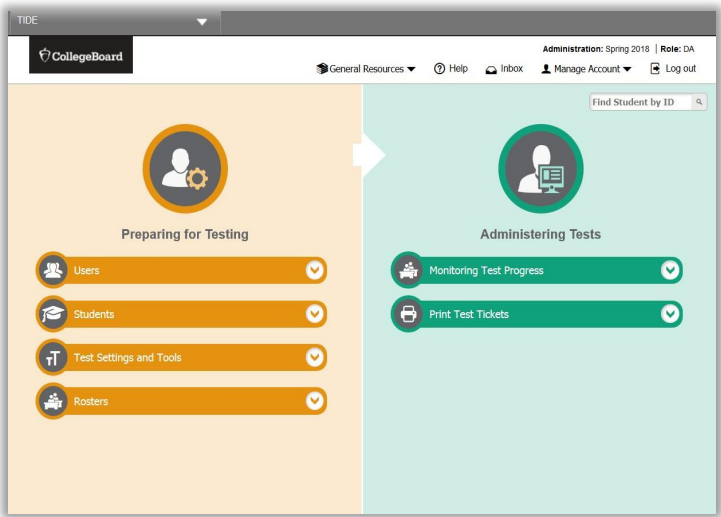 TIDE
CollegeBoard
Administration: Spring 2018 | Role: DA
General Resources Help Inbox Manage Account Log out
Find Student by ID
Preparing for Testing
Users
Students
Test Settings and Tools
Rosters
Administering Tests
Monitoring Test Progress
Print Test Tickets